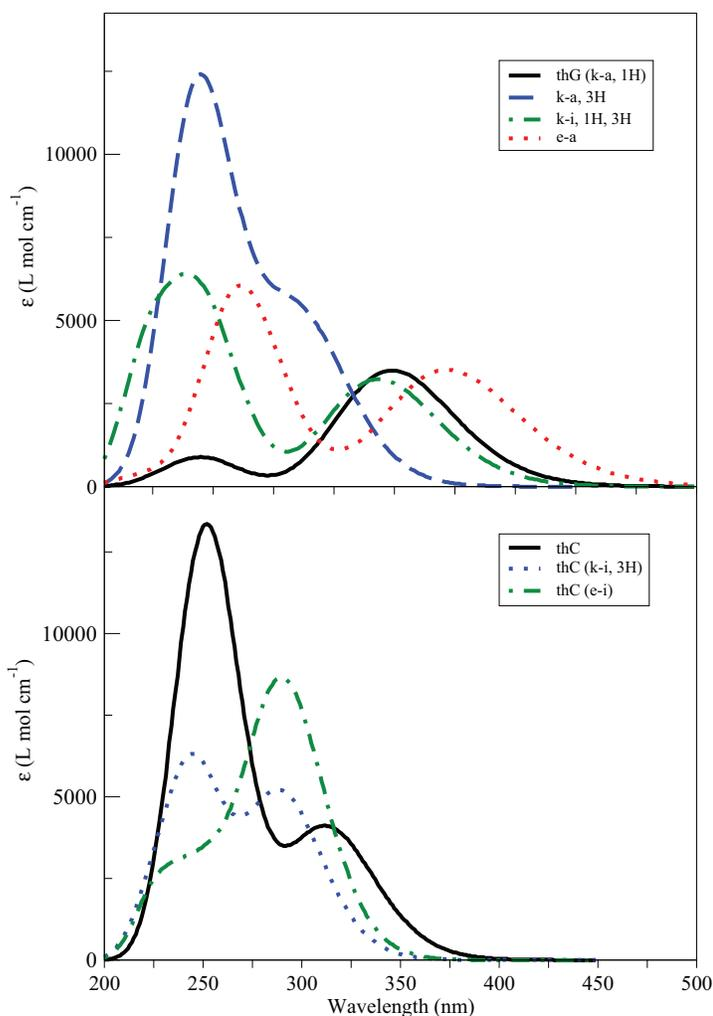 ε (L mol cm⁻¹)
10000
5000
0
thG (k-a, 1H)
k-a, 3H
k-i, 1H, 3H
e-a
ε (L mol cm⁻¹)
10000
5000
0
thC
thC (k-i, 3H)
thC (e-i)
200 250 300 350 400 450 500
Wavelength (nm)